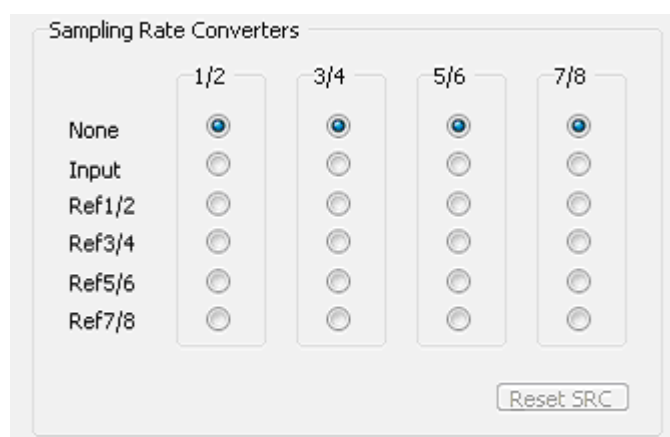 Sampling Rate Converters
1/2 3/4 5/6 7/8
None
Input
Ref1/2
Ref3/4
Ref5/6
Ref7/8
Reset SRC